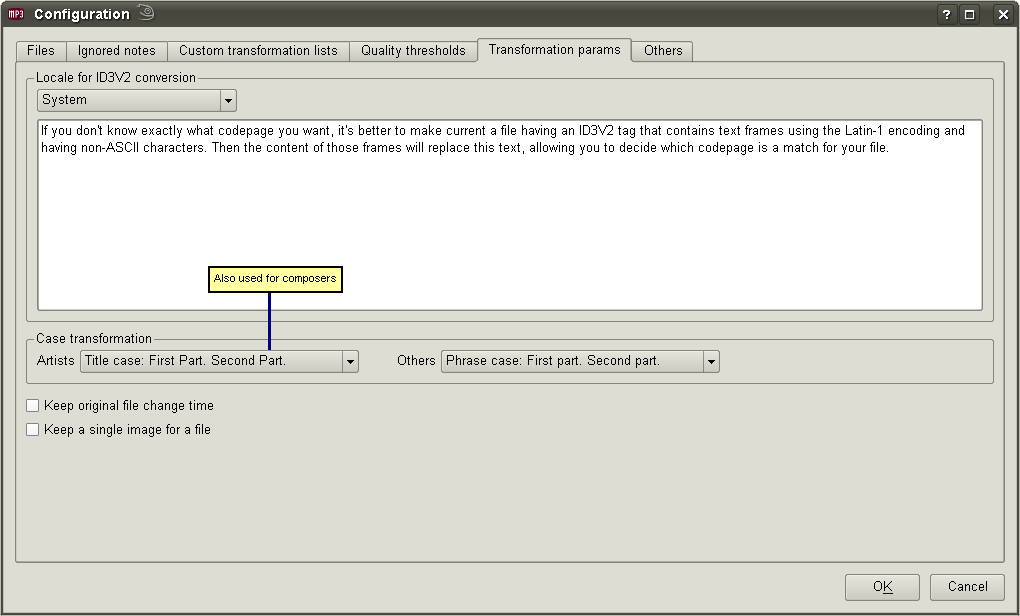 MP3 Configuration ?
Files Ignored notes Custom transformation lists Quality thresholds Transformation params Others
Locale for ID3V2 conversion
System
If you don't know exactly what codepage you want, it's better to make current a file having an ID3V2 tag that contains text frames using the Latin-1 encoding and
having non-ASCII characters. Then the content of those frames will replace this text, allowing you to decide which codepage is a match for your file.
Also used for composers
Case transformation
Artists Title case: First Part. Second Part. Others Phrase case: First part. Second part.
Keep original file change time
Keep a single image for a file
OK Cancel